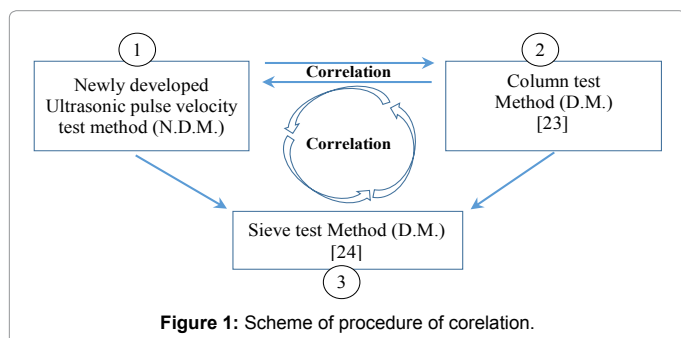 1
Newly developed
Ultrasonic pulse velocity
test method (N.D.M.)
Correlation
2
Column test
Method (D.M.)
[23]
Correlation
Sieve test Method (D.M.)
[24]
3
Figure 1: Scheme of procedure of corelation.